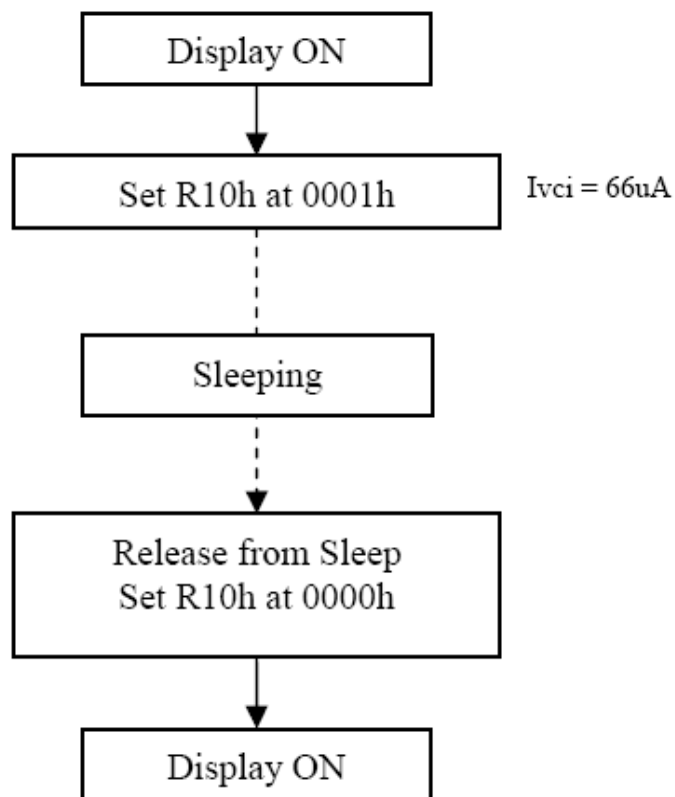 Display ON
Set R10h at 0001h
Ivci = 66uA
Sleeping
Release from Sleep
Set R10h at 0000h
Display ON